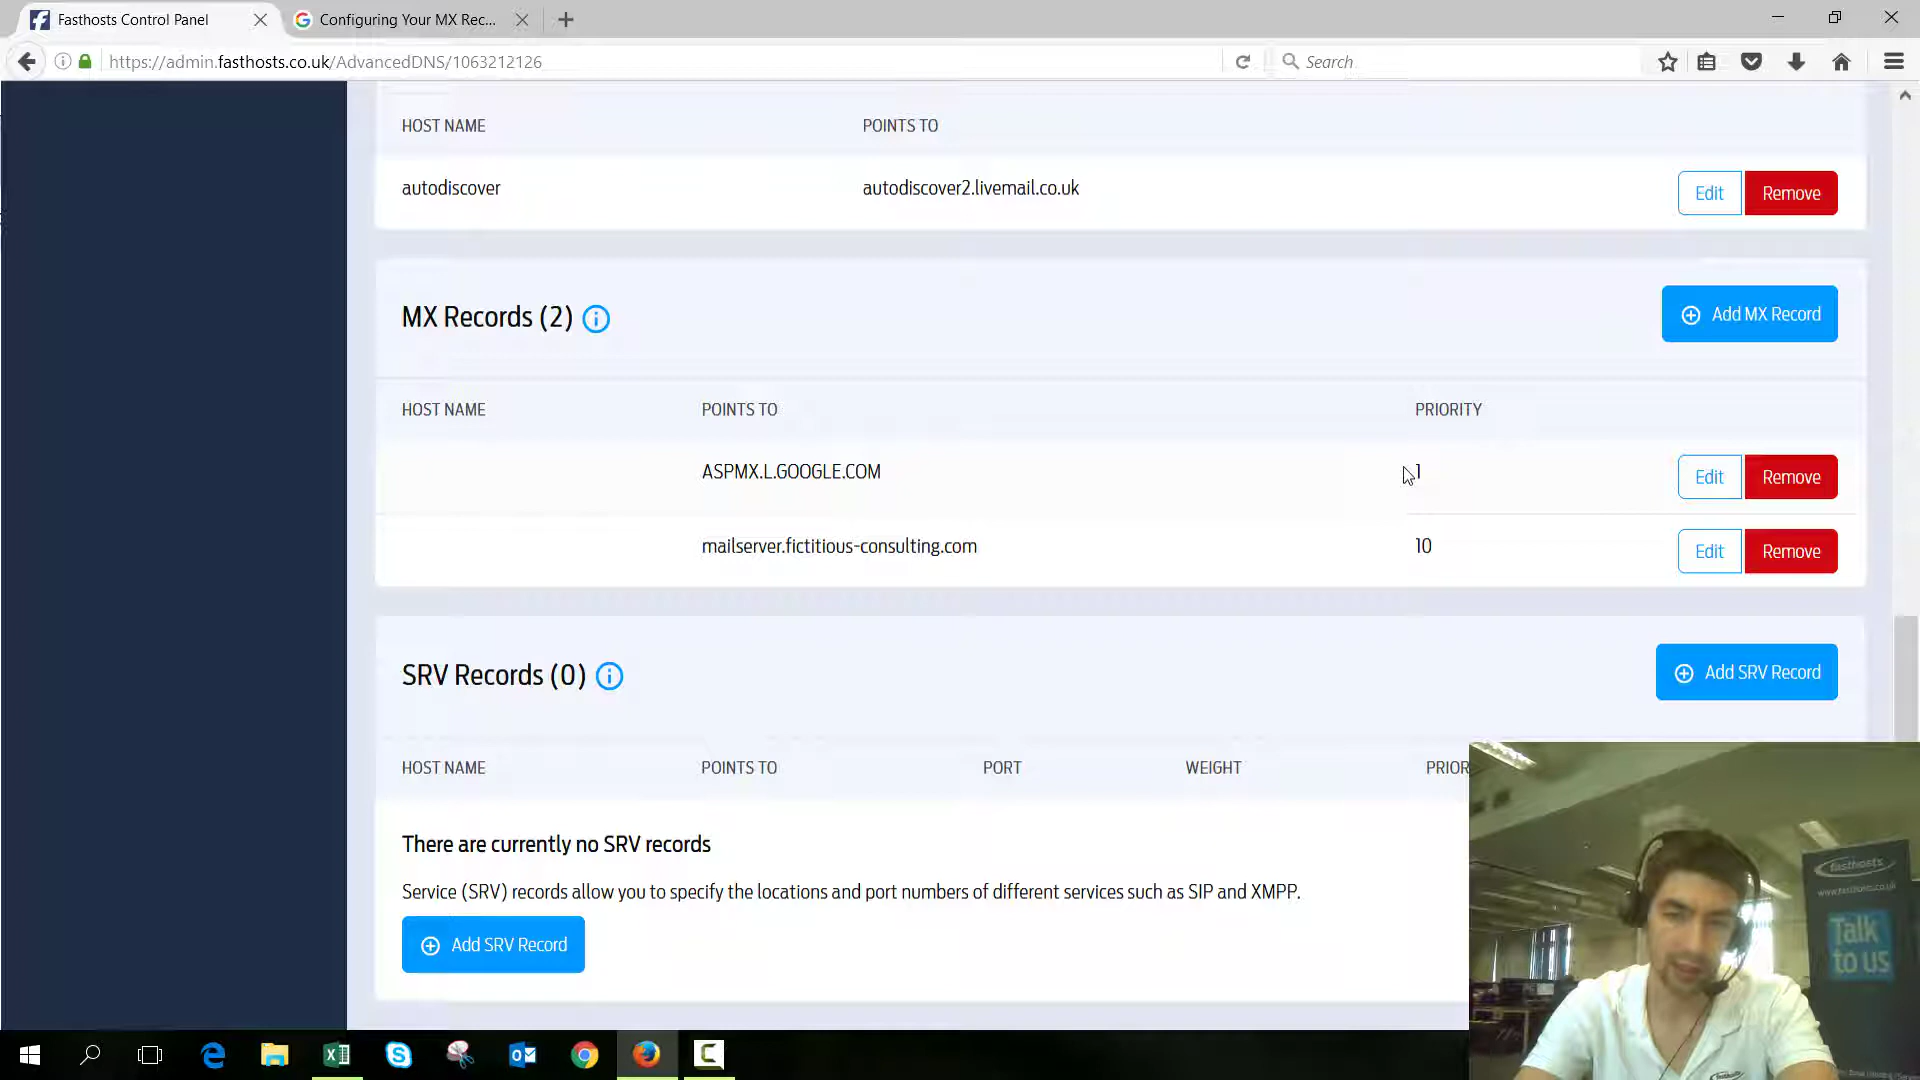 Fasthosts Control Panel
Configuring Your MX Rec...
https://admin.fasthosts.co.uk/AdvancedDNS/1063212126
Search
HOST NAME POINTS TO
autodiscover autodiscover2.livemail.co.uk Edit Remove
MX Records (2) Add MX Record
HOST NAME POINTS TO PRIORITY
ASPMX.L.GOOGLE.COM 1 Edit Remove
mailserver.fictitious-consulting.com 10 Edit Remove
SRV Records (0) Add SRV Record
HOST NAME POINTS TO PORT WEIGHT PRIOR
There are currently no SRV records
Service (SRV) records allow you to specify the locations and port numbers of different services such as SIP and XMPP.
Add SRV Record
fasthosts
www.fasthosts.co.uk
Talk
to us